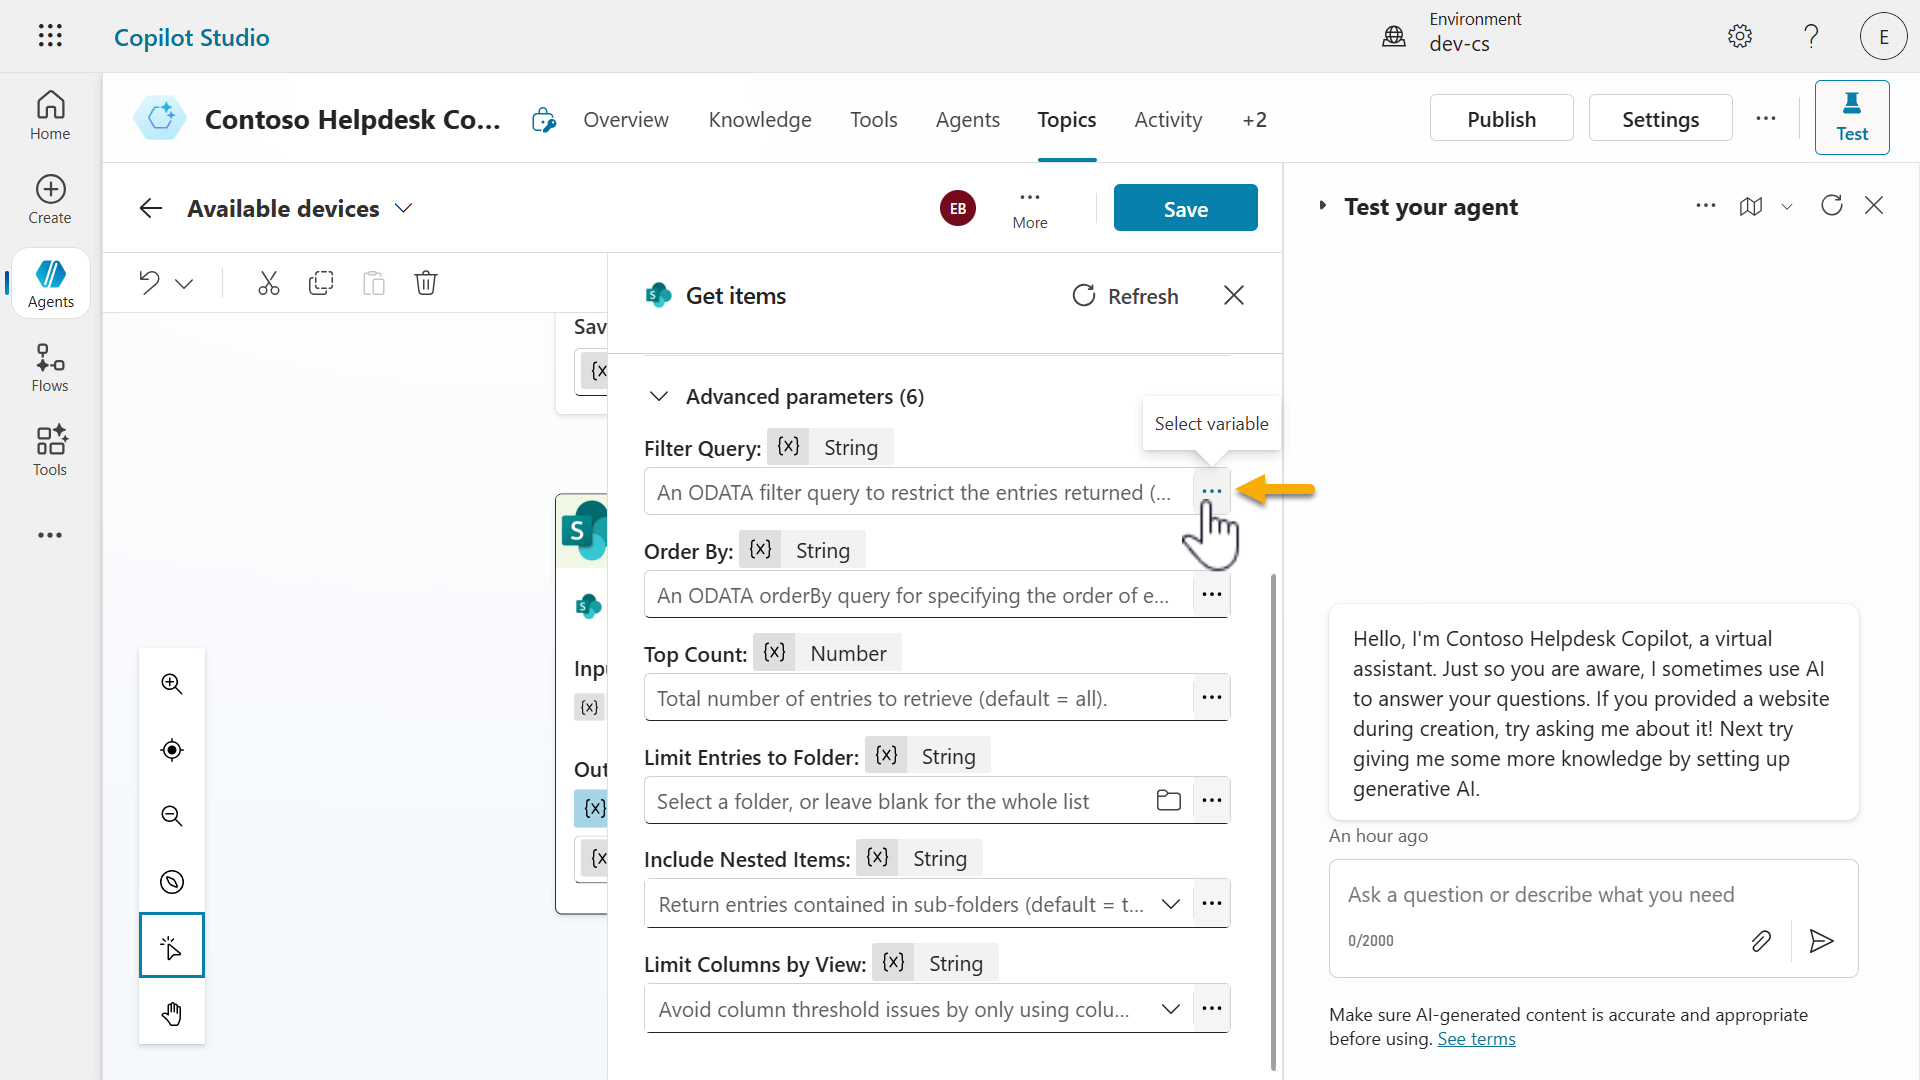 Copilot Studio
Environment
dev-cs
E
Home
Create
Agents
Flows
Tools
Contoso Helpdesk Co...
Overview
Knowledge
Tools
Agents
Topics
Activity
+2
Publish
Settings
Test
Available devices
EB
More
Save
Sav
{x
S
Inpu
{x}
Out
{x}
{x
Get items
Refresh
Advanced parameters (6)
Select variable
Filter Query: {x} String
An ODATA filter query to restrict the entries returned (...
Order By: {x} String
An ODATA orderBy query for specifying the order of e...
Top Count: {x} Number
Total number of entries to retrieve (default = all).
Limit Entries to Folder: {x} String
Select a folder, or leave blank for the whole list
Include Nested Items: {x} String
Return entries contained in sub-folders (default = t...
Limit Columns by View: {x} String
Avoid column threshold issues by only using colu...
Test your agent
Hello, I'm Contoso Helpdesk Copilot, a virtual
assistant. Just so you are aware, I sometimes use AI
to answer your questions. If you provided a website
during creation, try asking me about it! Next try
giving me some more knowledge by setting up
generative AI.
An hour ago
Ask a question or describe what you need
0/2000
Make sure AI-generated content is accurate and appropriate
before using. See terms